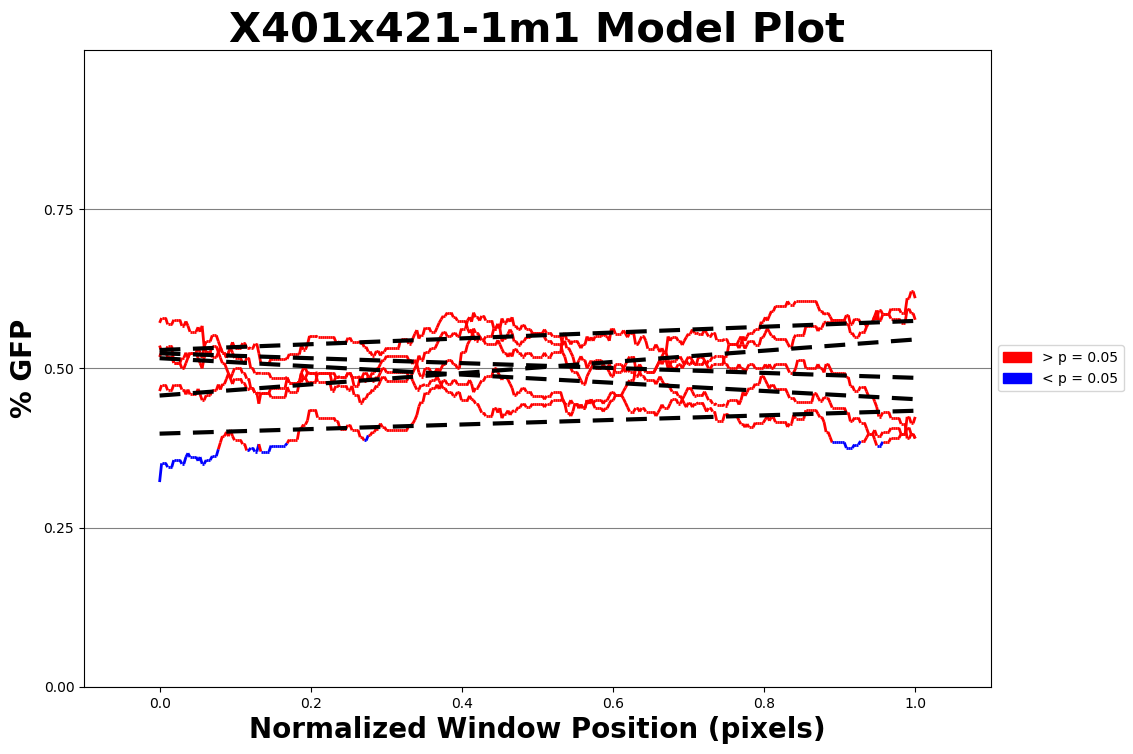 X401x421-1m1 Model Plot
% GFP
0.75
0.50
0.25
0.00
0.0 0.2 0.4 0.6 0.8 1.0
Normalized Window Position (pixels)
> p = 0.05
< p = 0.05